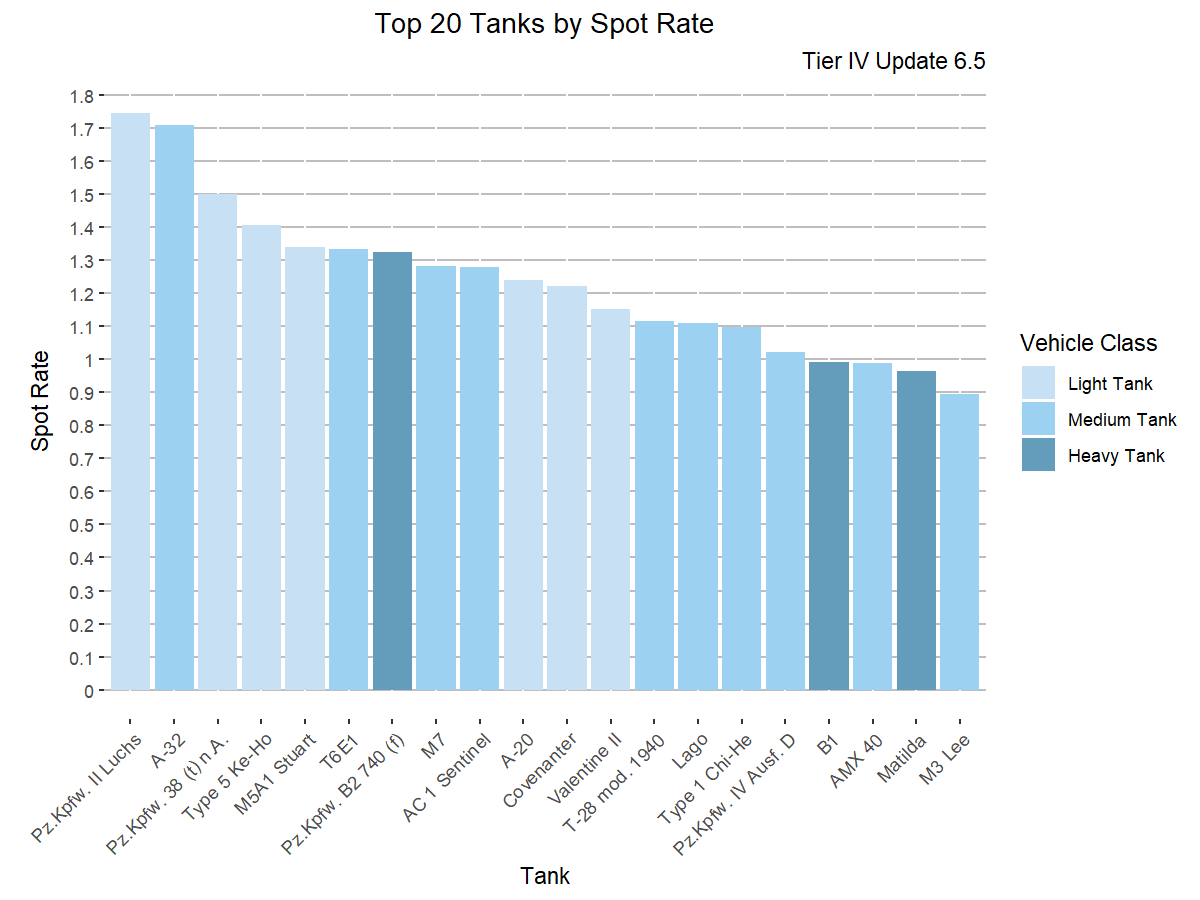 Top 20 Tanks by Spot Rate
Tier IV Update 6.5
Spot Rate
1.8
1.7
1.6
1.5
1.4
1.3
1.2
1.1
1
0.9
0.8
0.7
0.6
0.5
0.4
0.3
0.2
0.1
0
Pz.Kpfw. II Luchs
A-32
Pz.Kpfw. 38 (t) n.A.
Type 5 Ke-Ho
M5A1 Stuart
T6E1
Pz.Kpfw. B2 740 (f)
M7
AC 1 Sentinel
A-20
Covenanter
Valentine II
T-28 mod. 1940
Lago
Type 1 Chi-He
Pz.Kpfw. IV Ausf. D
B1
AMX 40
Matilda
M3 Lee
Tank
Vehicle Class
Light Tank
Medium Tank
Heavy Tank